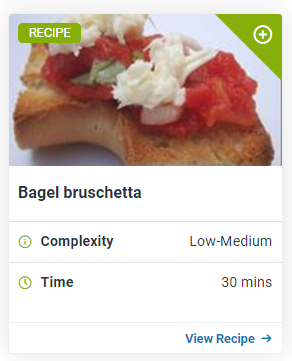 RECIPE
Bagel bruschetta
Complexity Low-Medium
Time 30 mins
View Recipe →